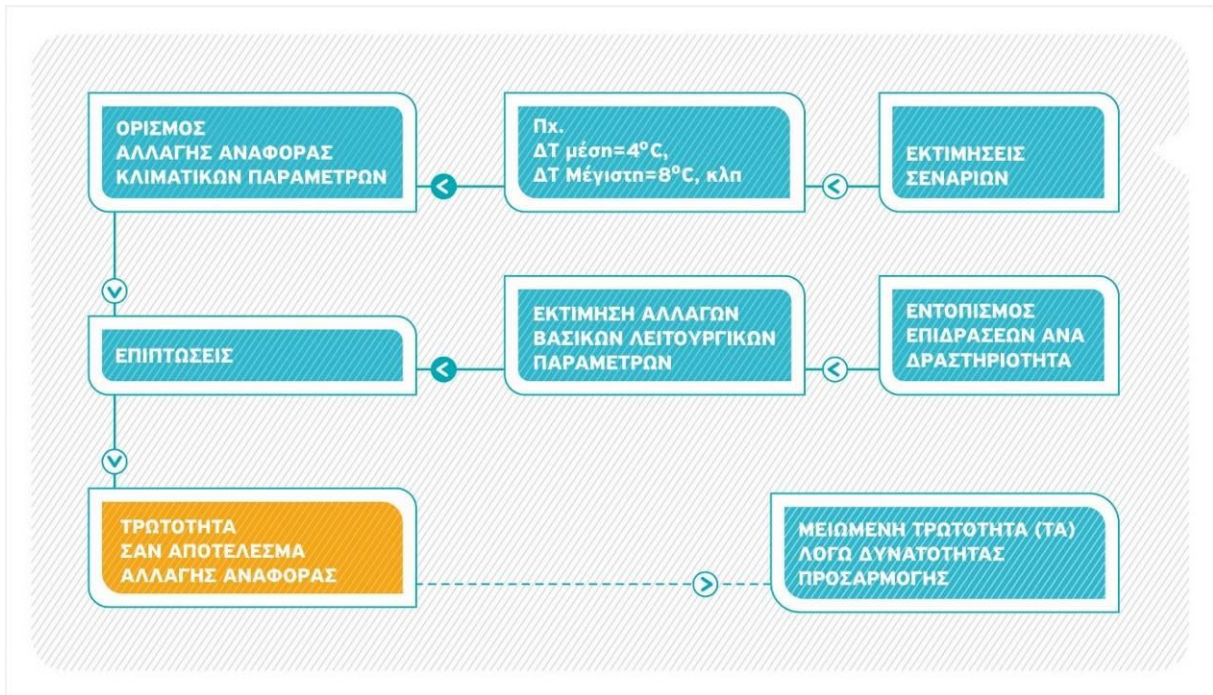 ΟΡΙΣΜΟΣ
ΑΛΛΑΓΗΣ ΑΝΑΦΟΡΑΣ
ΚΛΙΜΑΤΙΚΩΝ ΠΑΡΑΜΕΤΡΩΝ
Πχ.
ΔΤ μέση=4°C,
ΔΤ Μέγιστη=8°C, κλπ
ΕΚΤΙΜΗΣΕΙΣ
ΣΕΝΑΡΙΩΝ
ΕΠΙΠΤΩΣΕΙΣ
ΕΚΤΙΜΗΣΗ ΑΛΛΑΓΩΝ
ΒΑΣΙΚΩΝ ΛΕΙΤΟΥΡΓΙΚΩΝ
ΠΑΡΑΜΕΤΡΩΝ
ΕΝΤΟΠΙΣΜΟΣ
ΕΠΙΔΡΑΣΕΩΝ ΑΝΑ
ΔΡΑΣΤΗΡΙΟΤΗΤΑ
ΤΡΩΤΟΤΗΤΑ
ΣΑΝ ΑΠΟΤΕΛΕΣΜΑ
ΑΛΛΑΓΗΣ ΑΝΑΦΟΡΑΣ
ΜΕΙΩΜΕΝΗ ΤΡΩΤΟΤΗΤΑ (ΤΑ)
ΛΟΓΩ ΔΥΝΑΤΟΤΗΤΑΣ
ΠΡΟΣΑΡΜΟΓΗΣ